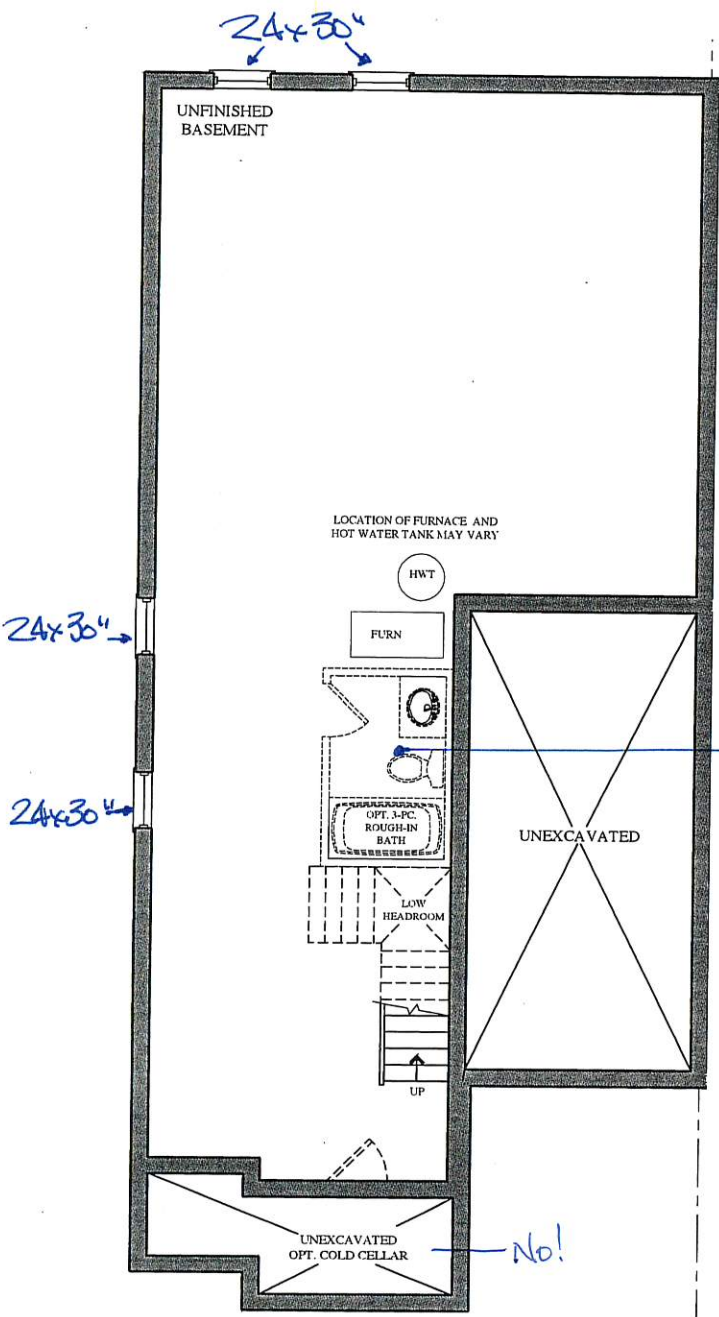 24x30"
UNFINISHED
BASEMENT
LOCATION OF FURNACE AND
HOT WATER TANK MAY VARY
HWT
24x30"
FURN
24x30"
OPT. 3-PC.
ROUGH-IN
BATH
UNEXCAVATED
LOW
HEADROOM
UP
UNEXCAVATED
OPT. COLD CELLAR
No!